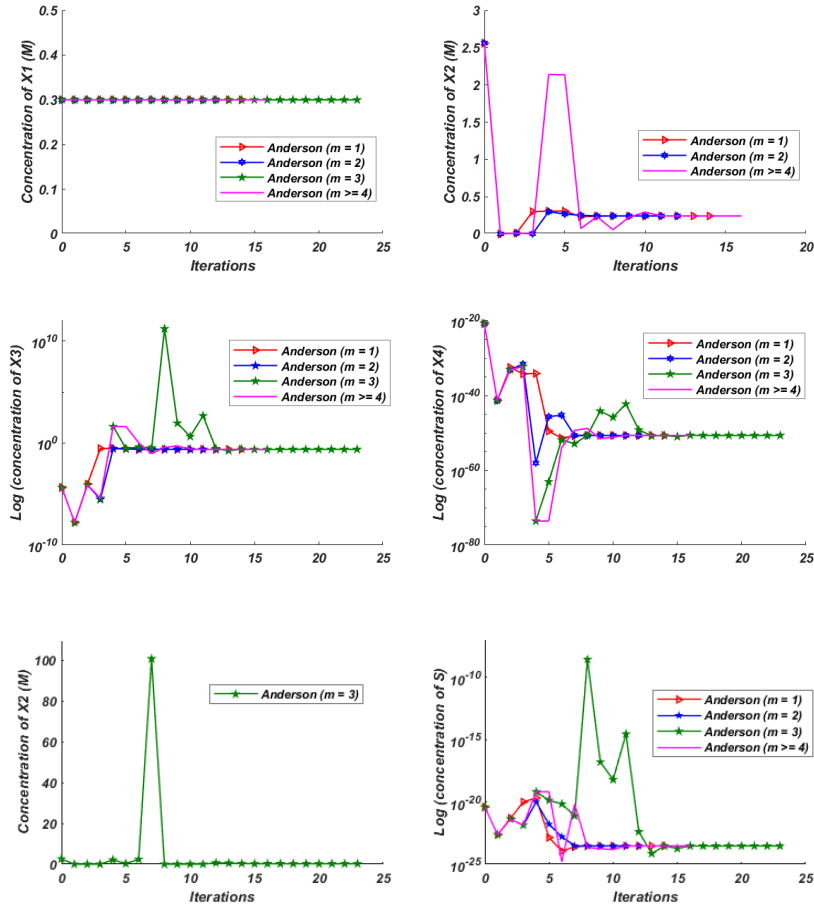 Concentration of X1 (M)
0.5
0.4
0.3
0.2
0.1
0
0 5 10 15 20 25
Iterations
Anderson (m = 1)
Anderson (m = 2)
Anderson (m = 3)
Anderson (m >= 4)
Concentration of X2 (M)
3
2.5
2
1.5
1
0.5
0
0 5 10 15 20
Iterations
Anderson (m = 1)
Anderson (m = 2)
Anderson (m >= 4)
Log (concentration of X3)
10^10
10^0
10^-10
0 5 10 15 20 25
Iterations
Anderson (m = 1)
Anderson (m = 2)
Anderson (m = 3)
Anderson (m >= 4)
Log (concentration of X4)
10^-20
10^-40
10^-60
10^-80
0 5 10 15 20 25
Iterations
Anderson (m = 1)
Anderson (m = 2)
Anderson (m = 3)
Anderson (m >= 4)
Concentration of X2 (M)
100
80
60
40
20
0
0 5 10 15 20 25
Iterations
Anderson (m = 3)
Log (concentration of S)
10^-10
10^-15
10^-20
10^-25
0 5 10 15 20 25
Iterations
Anderson (m = 1)
Anderson (m = 2)
Anderson (m = 3)
Anderson (m >= 4)